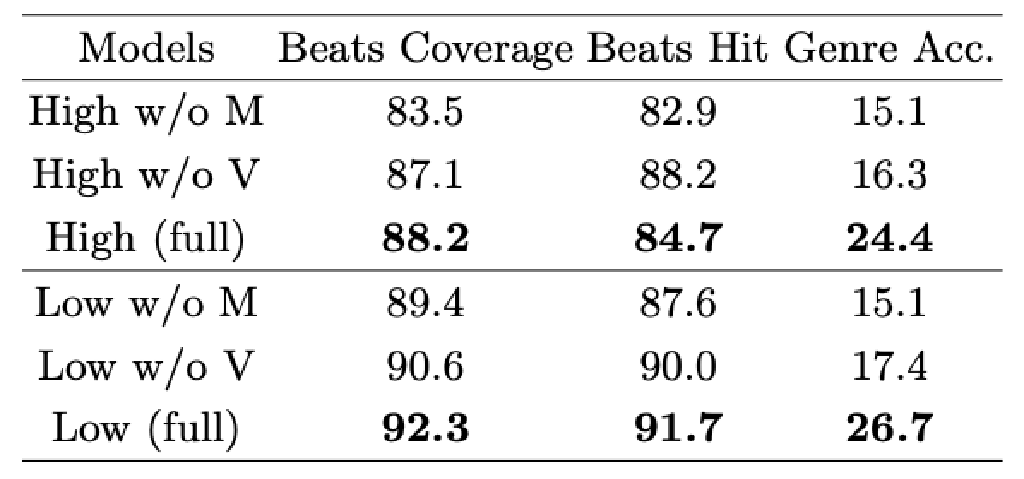 Models Beats Coverage Beats Hit Genre Acc.
High w/o M 83.5 82.9 15.1
High w/o V 87.1 88.2 16.3
High (full) 88.2 84.7 24.4
Low w/o M 89.4 87.6 15.1
Low w/o V 90.6 90.0 17.4
Low (full) 92.3 91.7 26.7